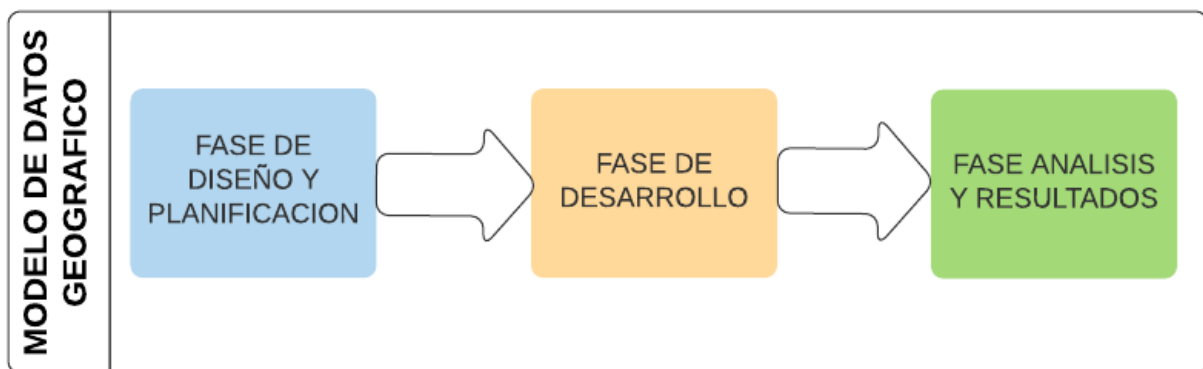 MODELO DE DATOS
GEOGRAFICO
FASE DE
DISEÑO Y
PLANIFICACION
FASE DE
DESARROLLO
FASE ANALISIS
Y RESULTADOS